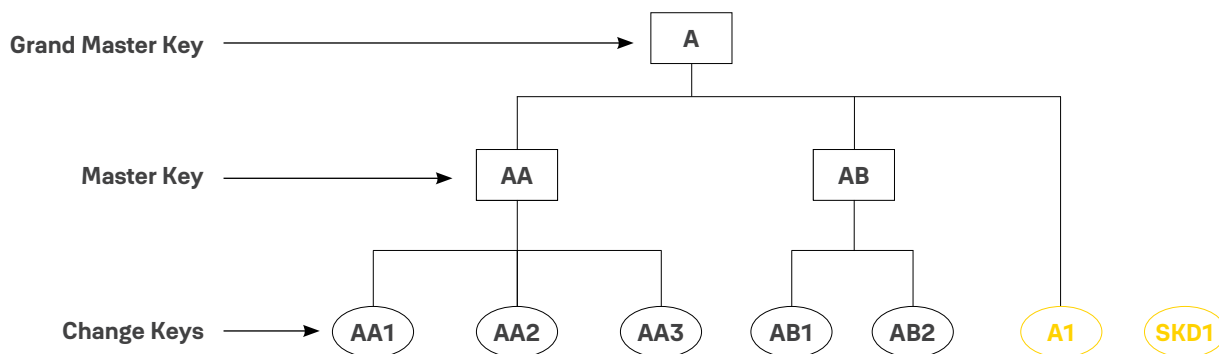 Grand Master Key
A
Master Key
AA
AB
Change Keys
AA1
AA2
AA3
AB1
AB2
A1
SKD1